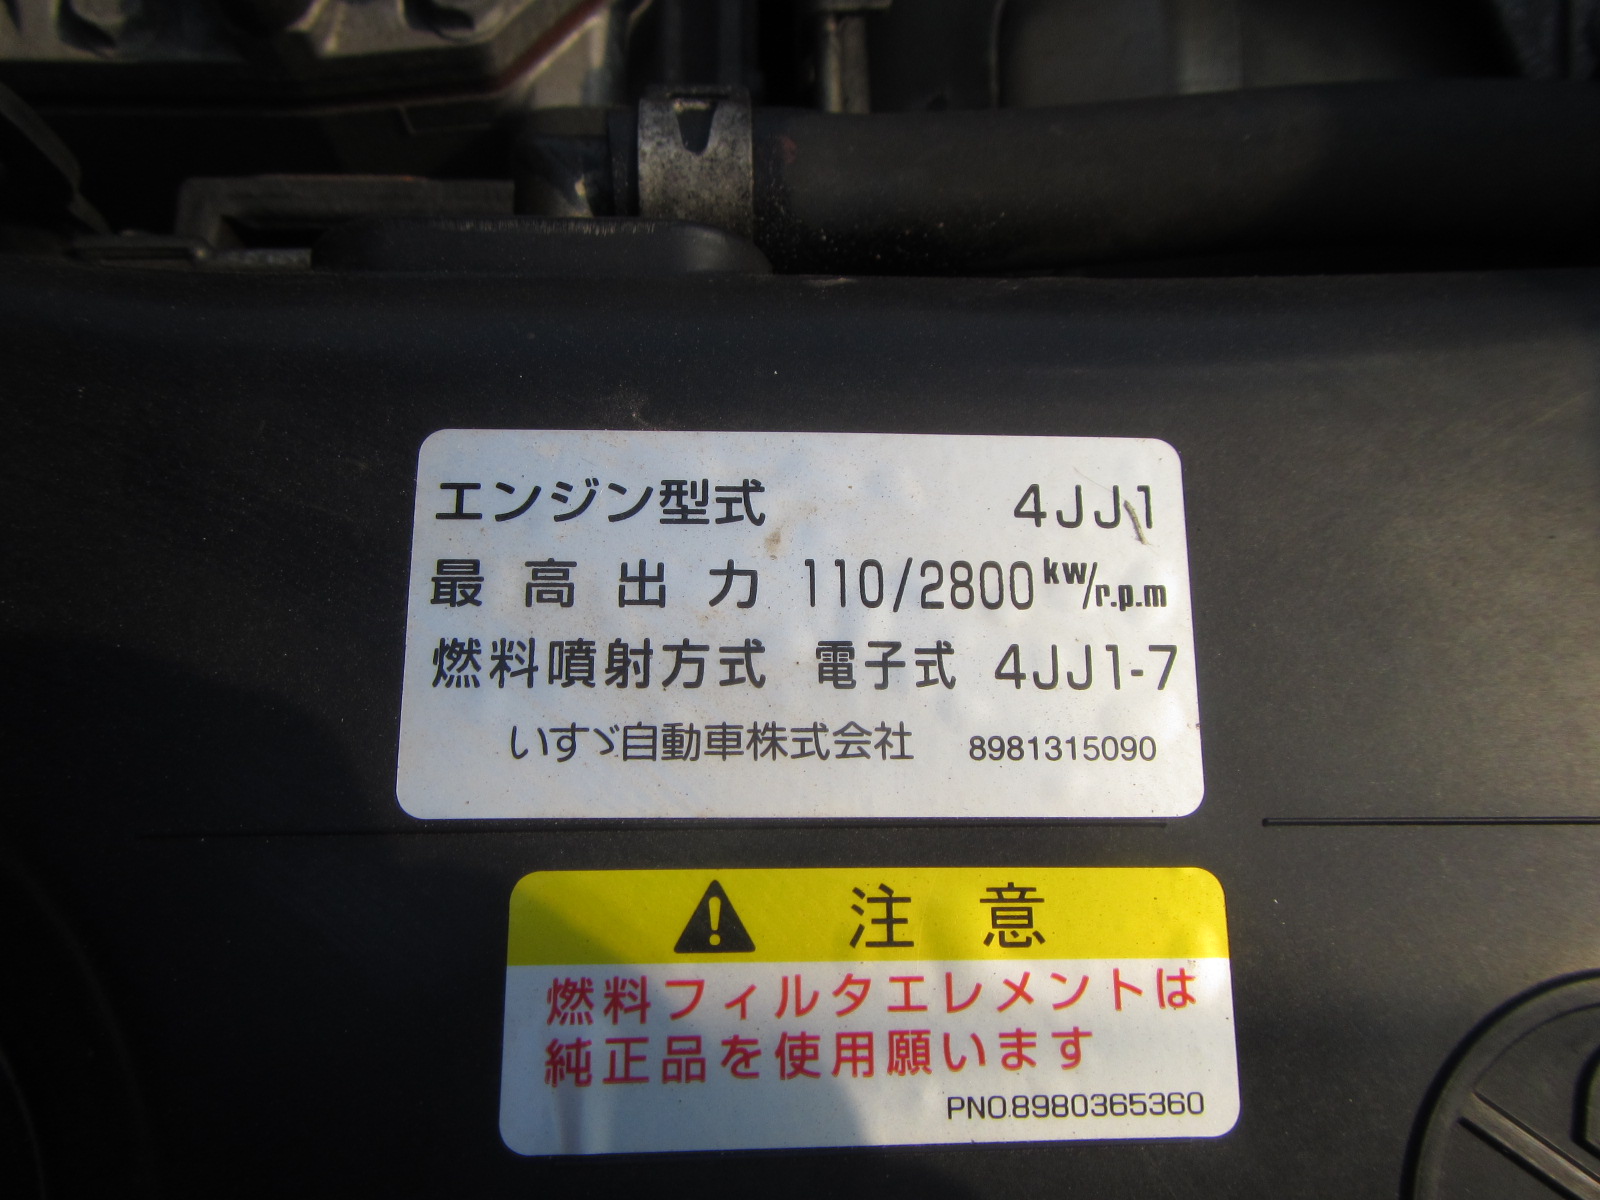 エンジン型式 4JJ1
最高出力 110/2800kw/r.p.m
燃料噴射方式 電子式 4JJ1-7
いすゞ自動車株式会社 8981315090
注意
燃料フィルタエレメントは
純正品を使用願います
PNO.8980365360